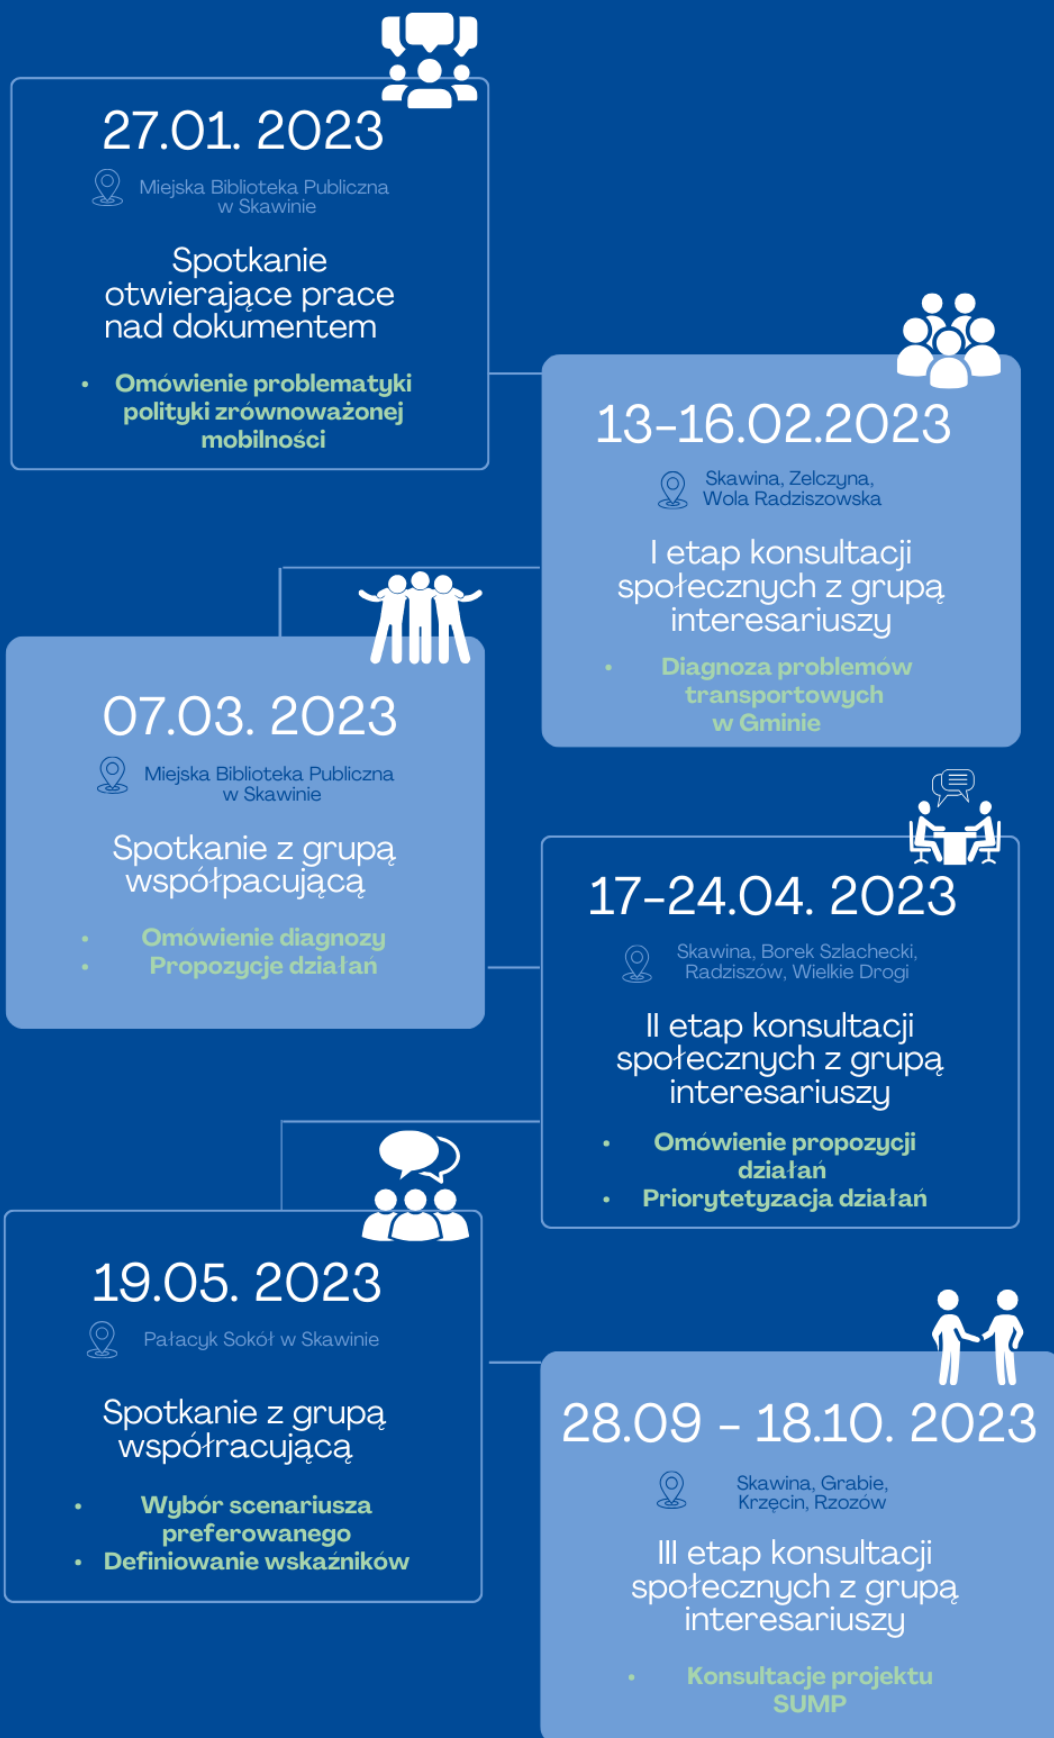 27.01. 2023
Miejska Biblioteka Publiczna
w Skawinie
Spotkanie
otwierające prace
nad dokumentem
• Omówienie problematyki
polityki zrównoważonej
mobilności
13-16.02.2023
Skawina, Zelczyna,
Wola Radziszowska
I etap konsultacji
społecznych z grupą
interesariuszy
• Diagnoza problemów
transportowych
w Gminie
07.03. 2023
Miejska Biblioteka Publiczna
w Skawinie
Spotkanie z grupą
współpacującą
• Omówienie diagnozy
• Propozycje działań
17-24.04. 2023
Skawina, Borek Szlachecki,
Radziszów, Wielkie Drogi
II etap konsultacji
społecznych z grupą
interesariuszy
• Omówienie propozycji
działań
• Priorytetyzacja działań
19.05. 2023
Pałacyk Sokół w Skawinie
Spotkanie z grupą
współracującą
• Wybór scenariusza
preferowanego
• Definiowanie wskaźników
28.09 - 18.10. 2023
Skawina, Grabie,
Krzęcin, Rzozów
III etap konsultacji
społecznych z grupą
interesariuszy
• Konsultacje projektu
SUMP